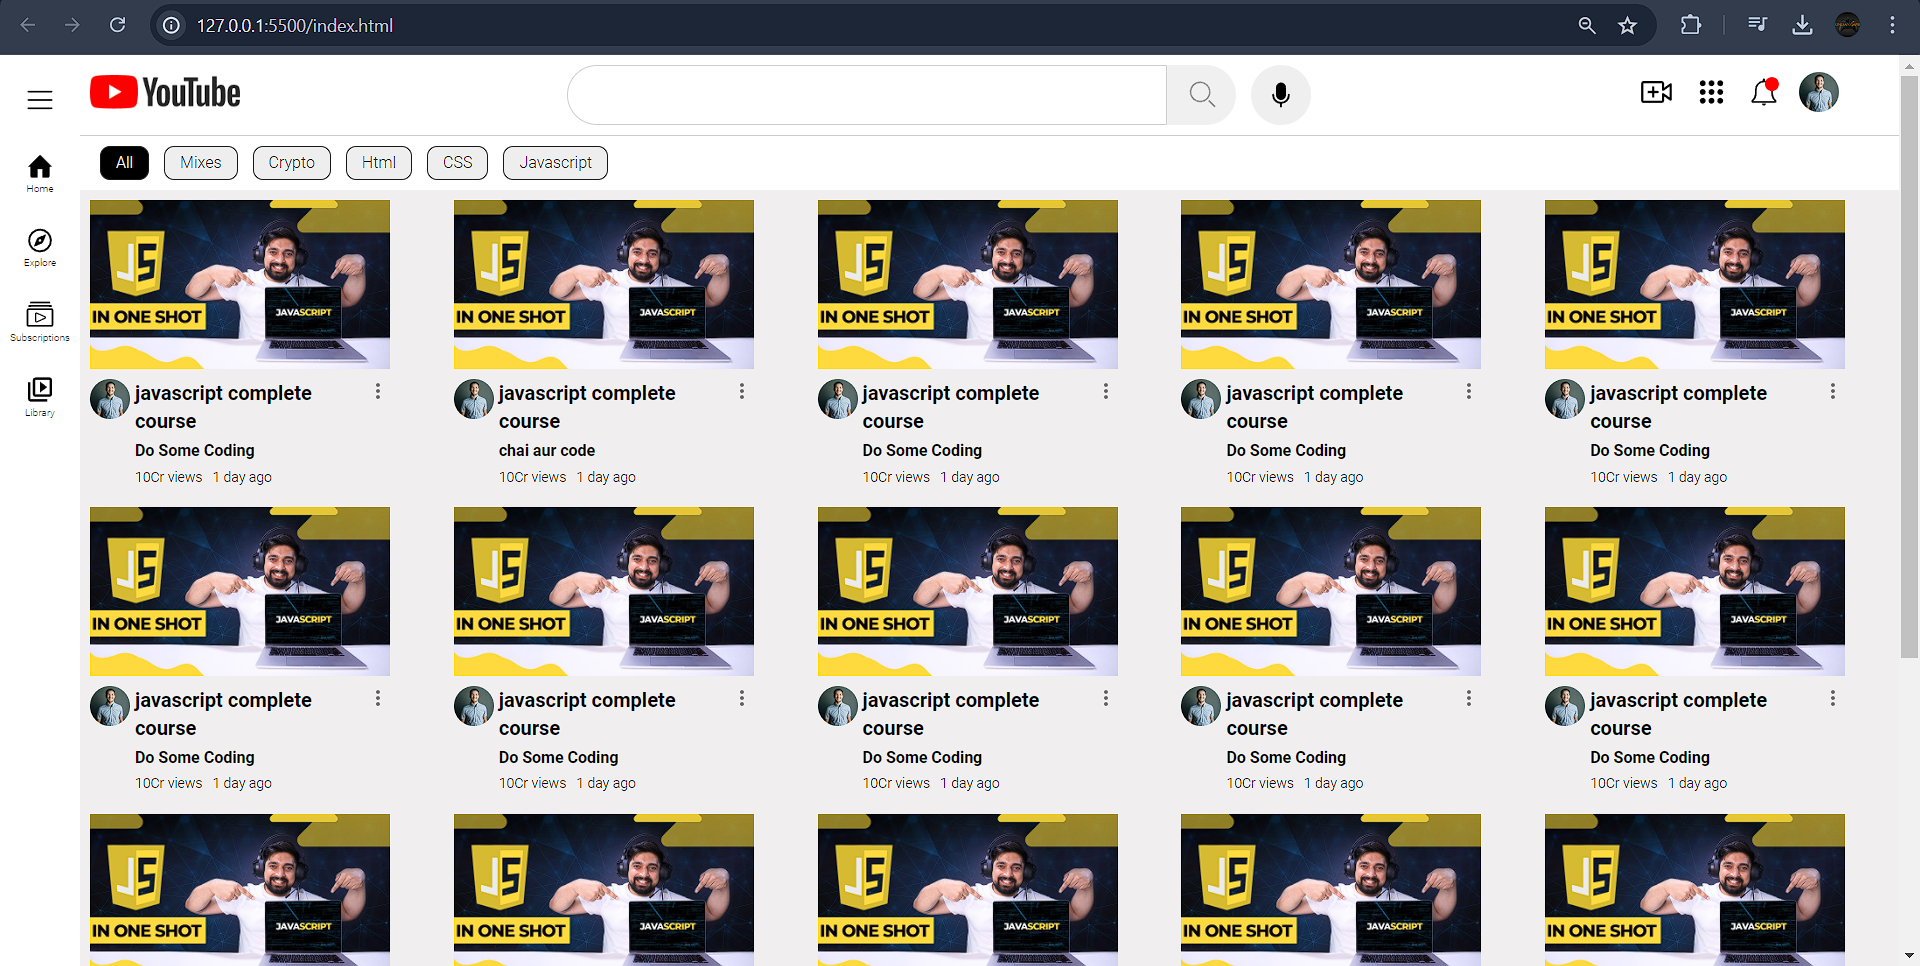 127.0.0.1:5500/index.html
YouTube
All Mixes Crypto Html CSS Javascript
Home
Explore
Subscriptions
Library
JS JS JS JS JS
IN ONE SHOT JAVASCRIPT IN ONE SHOT JAVASCRIPT IN ONE SHOT JAVASCRIPT IN ONE SHOT JAVASCRIPT IN ONE SHOT JAVASCRIPT
javascript complete javascript complete javascript complete javascript complete javascript complete
course course course course course
Do Some Coding chai aur code Do Some Coding Do Some Coding Do Some Coding
10Cr views 1 day ago 10Cr views 1 day ago 10Cr views 1 day ago 10Cr views 1 day ago 10Cr views 1 day ago
JS JS JS JS JS
IN ONE SHOT JAVASCRIPT IN ONE SHOT JAVASCRIPT IN ONE SHOT JAVASCRIPT IN ONE SHOT JAVASCRIPT IN ONE SHOT JAVASCRIPT
javascript complete javascript complete javascript complete javascript complete javascript complete
course course course course course
Do Some Coding Do Some Coding Do Some Coding Do Some Coding Do Some Coding
10Cr views 1 day ago 10Cr views 1 day ago 10Cr views 1 day ago 10Cr views 1 day ago 10Cr views 1 day ago
JS JS JS JS JS
IN ONE SHOT JAVASCRIPT IN ONE SHOT JAVASCRIPT IN ONE SHOT JAVASCRIPT IN ONE SHOT JAVASCRIPT IN ONE SHOT JAVASCRIPT